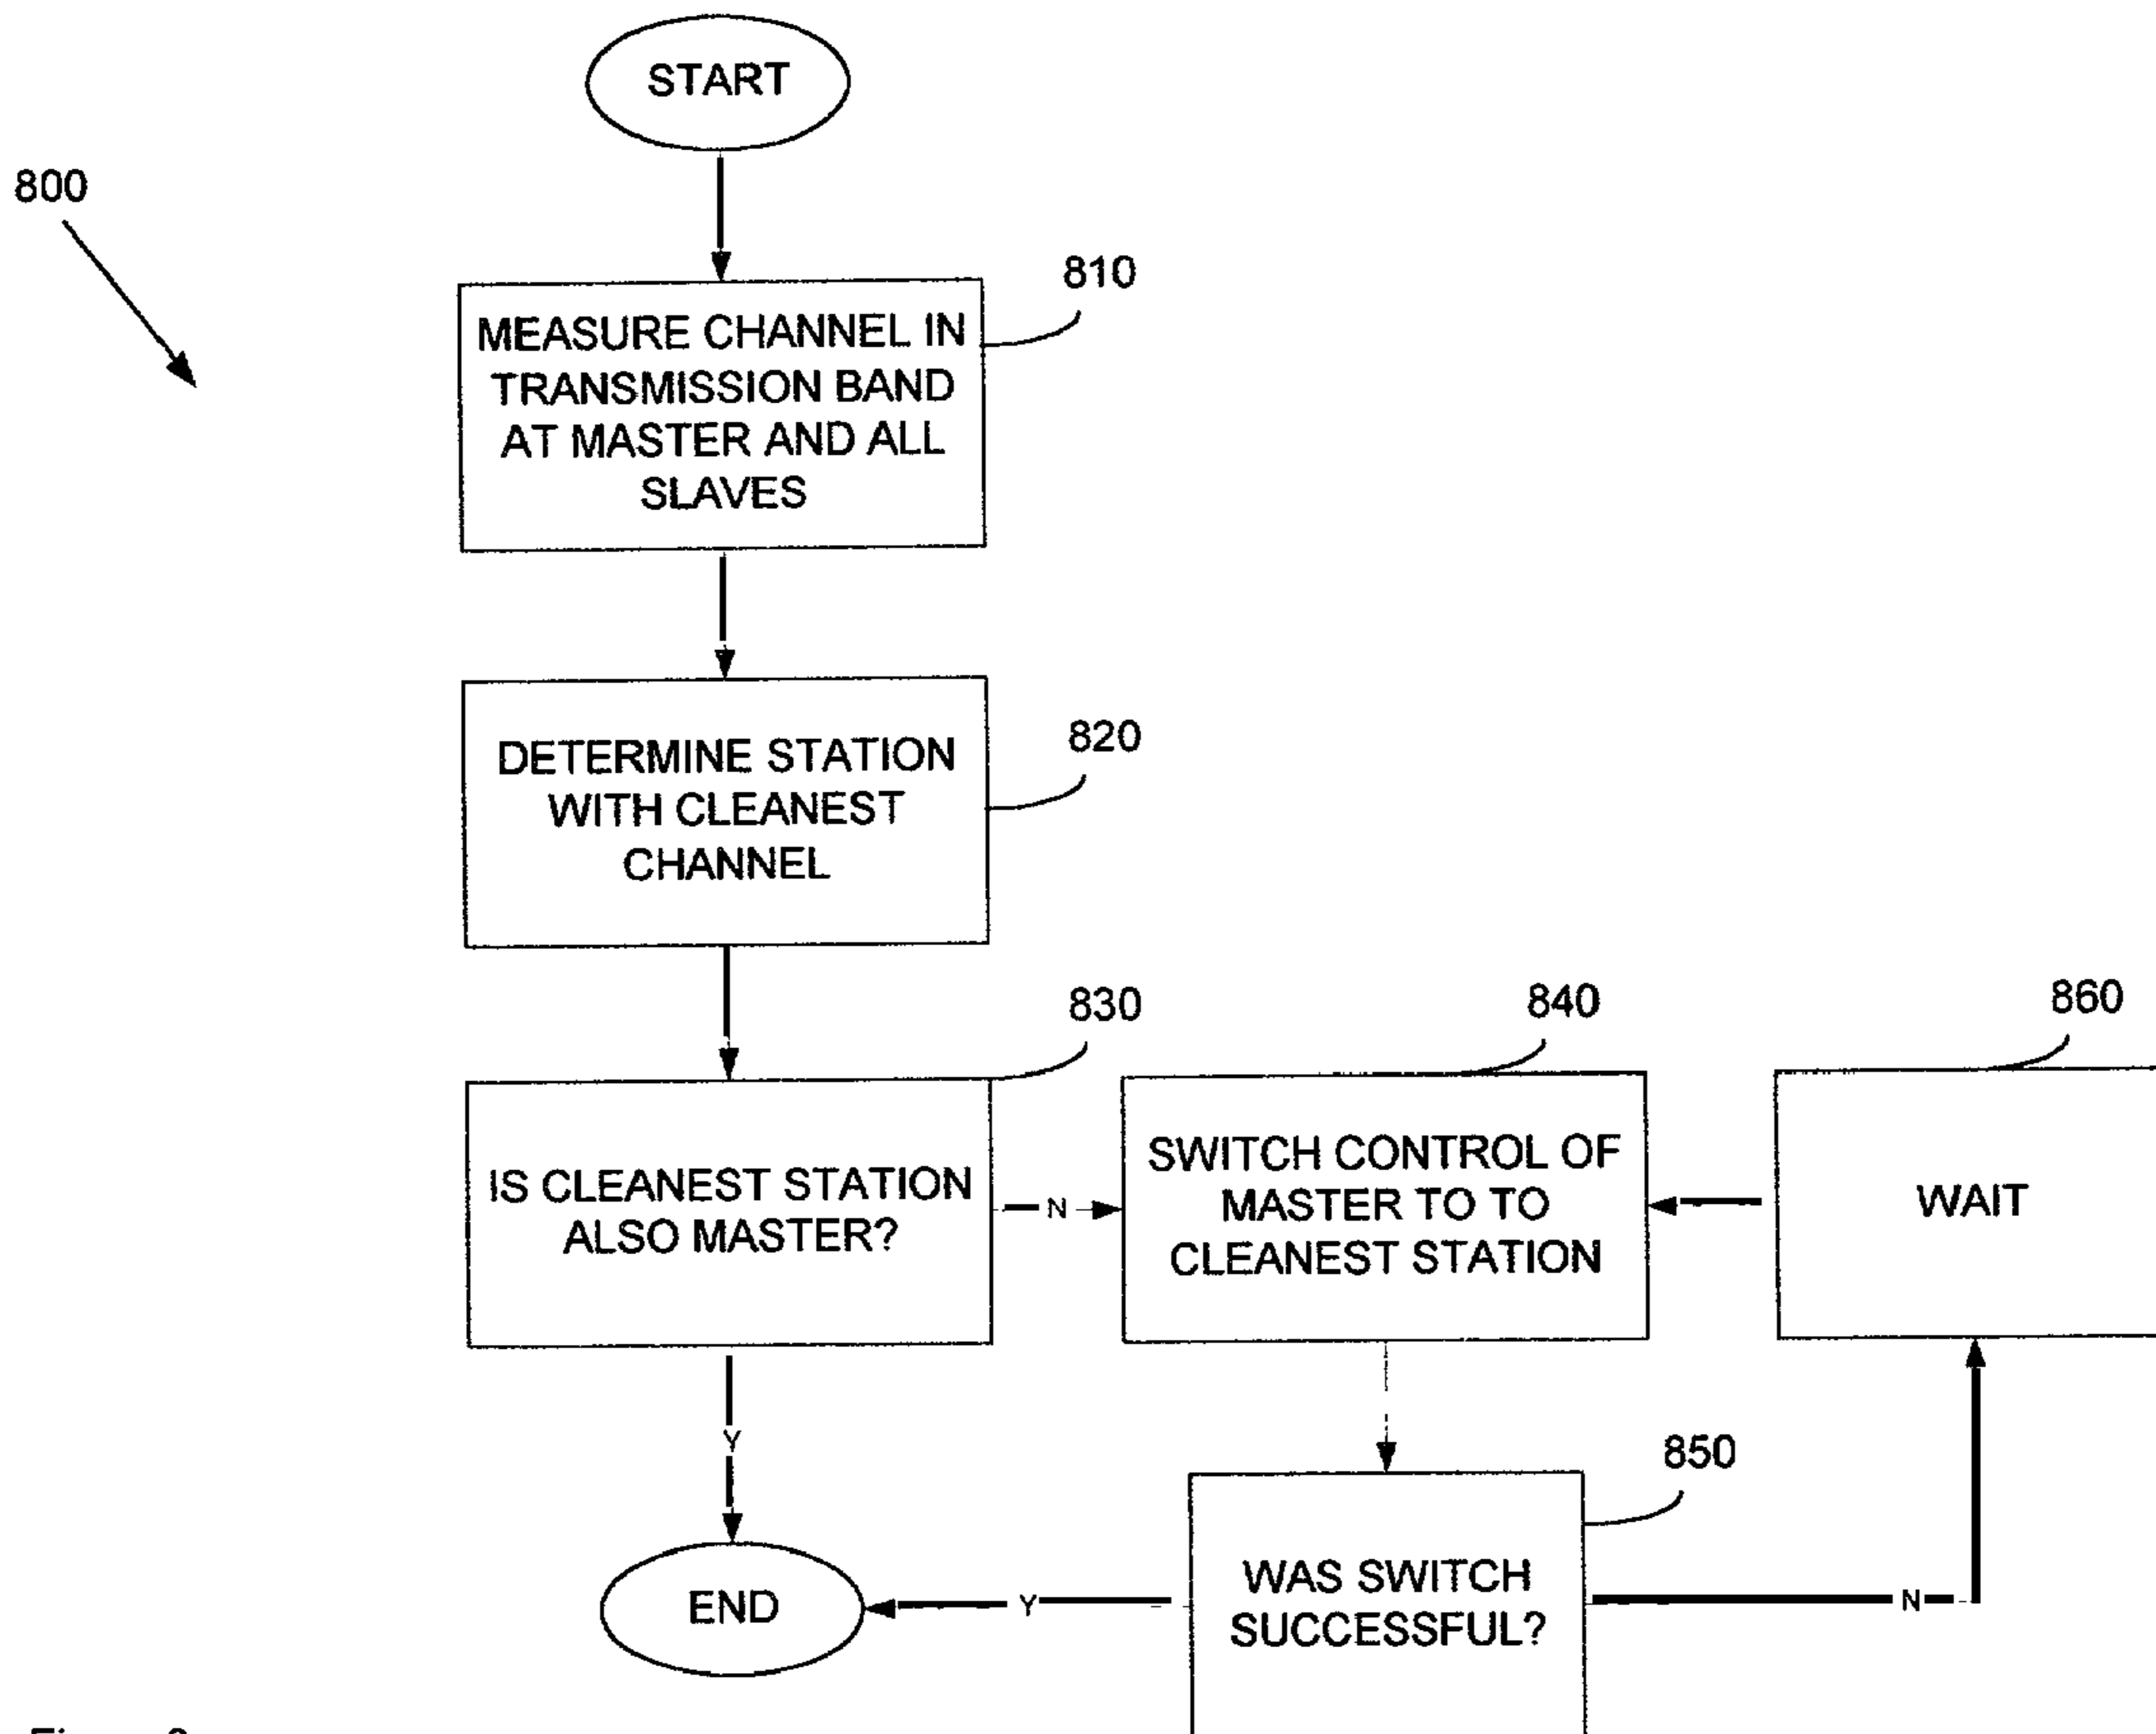 START
800
810
MEASURE CHANNEL IN
TRANSMISSION BAND
AT MASTER AND ALL
SLAVES
820
DETERMINE STATION
WITH CLEANEST
CHANNEL
830
840
860
IS CLEANEST STATION
ALSO MASTER?
N
SWITCH CONTROL OF
MASTER TO TO
CLEANEST STATION
WAIT
Y
850
END
Y
WAS SWITCH
SUCCESSFUL?
N